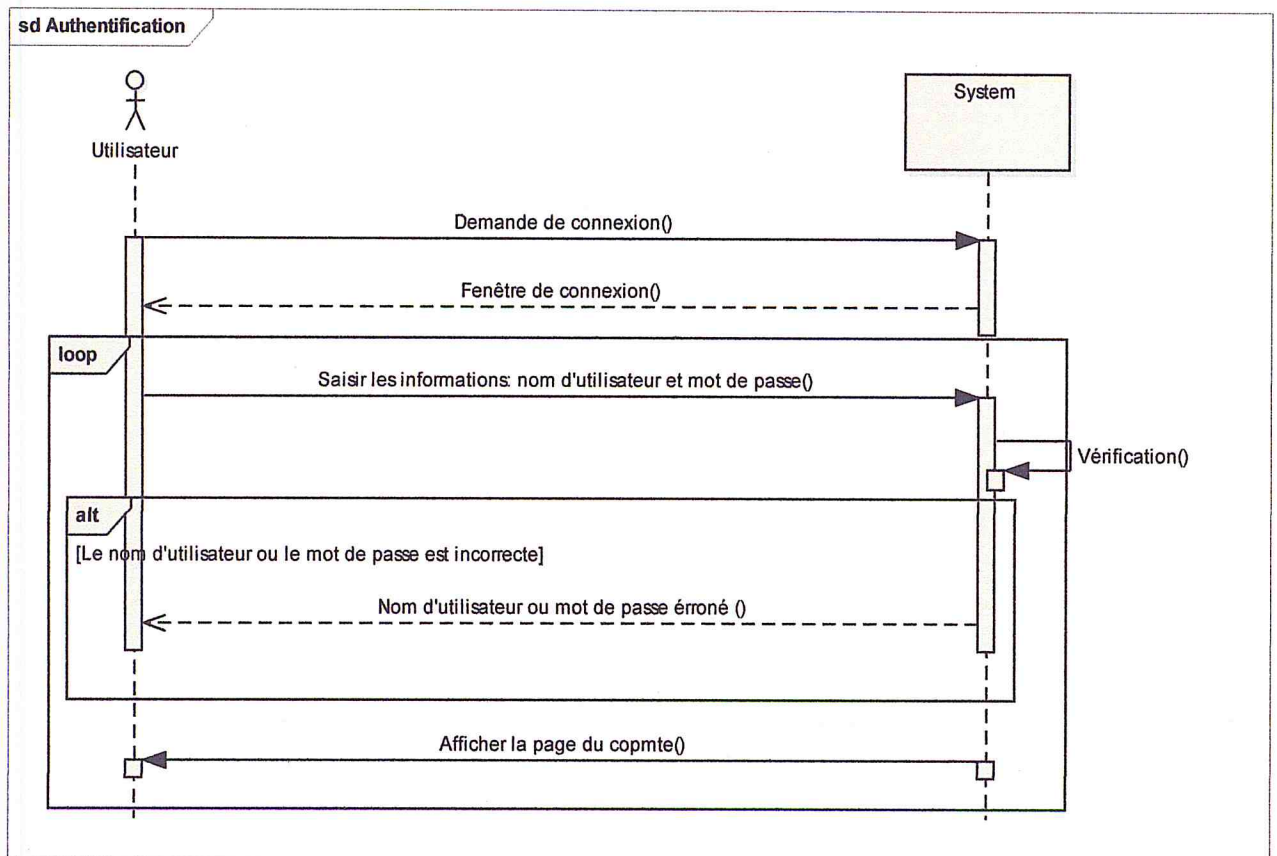 sd Authentification
Utilisateur
System
Demande de connexion()
Fenêtre de connexion()
loop
Saisir les informations: nom d'utilisateur et mot de passe()
Vérification()
alt
[Le nom d'utilisateur ou le mot de passe est incorrecte]
Nom d'utilisateur ou mot de passe érroné ()
Afficher la page du copmte()